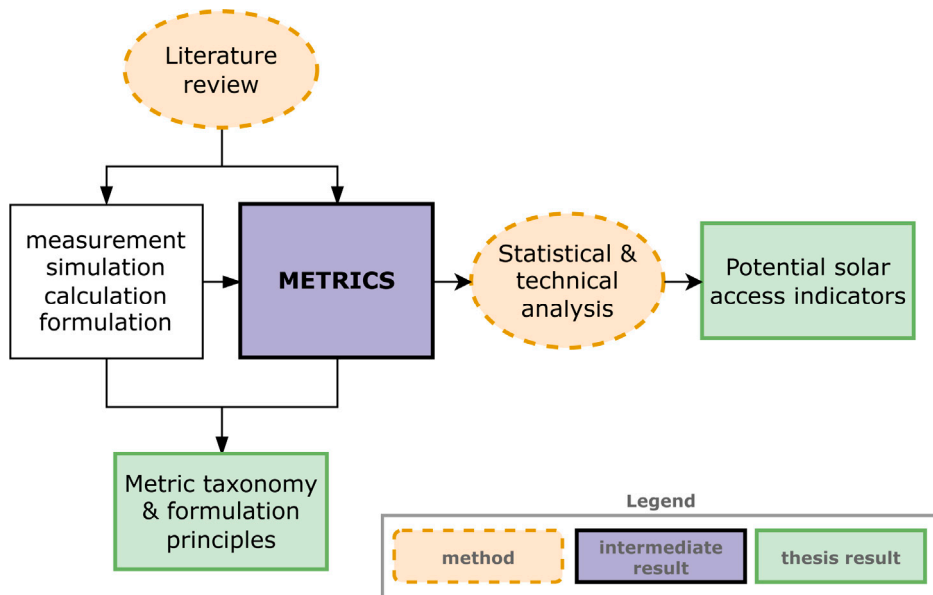 Literature
review
measurement
simulation
calculation
formulation
METRICS
Statistical &
technical
analysis
Potential solar
access indicators
Metric taxonomy
& formulation
principles
Legend
method
intermediate
result
thesis result